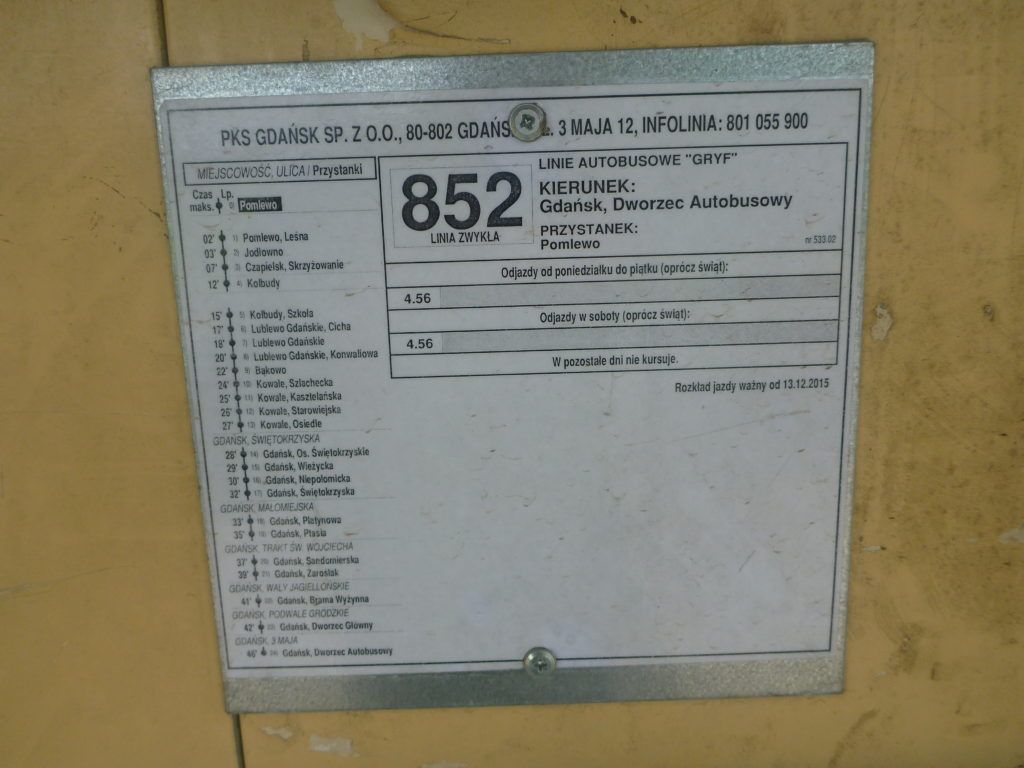 PKS GDAŃSK SP. Z O.O., 80-802 GDAŃS 3 MAJA 12, INFOLINIA: 801 055 900
MIEJSCOWOŚĆ, ULICA / Przystanki
Czas Lp.
maks. 0) Pomlewo
02' 1) Pomlewo, Leśna
03' 2) Jodłowno
07' 3) Czapielsk, Skrzyżowanie
12' 4) Kolbudy
15' 5) Kolbudy, Szkoła
17' 6) Lublewo Gdańskie, Cicha
18' 7) Lublewo Gdańskie
20' 8) Lublewo Gdańskie, Konwaliowa
22' 9) Bąkowo
24' 10) Kowale, Szlachecka
25' 11) Kowale, Kasztelańska
26' 12) Kowale, Starowiejska
27' 13) Kowale, Osiedle
GDAŃSK, ŚWIĘTOKRZYSKA
28' 14) Gdańsk, Os. Świętokrzyskie
29' 15) Gdańsk, Wieżycka
30' 16) Gdańsk, Niepołomicka
32' 17) Gdańsk, Świętokrzyska
GDAŃSK, MAŁOMIEJSKA
33' 18) Gdańsk, Platynowa
35' 19) Gdańsk, Ptasia
GDAŃSK, TRAKT ŚW. WOJCIECHA
37' 20) Gdańsk, Sandomierska
39' 21) Gdańsk, Zaroślak
GDAŃSK, WAŁY JAGIELLOŃSKIE
41' 22) Gdańsk, Brama Wyżynna
GDAŃSK, PODWALE GRODZKIE
42' 23) Gdańsk, Dworzec Główny
GDAŃSK, 3 MAJA
46' 24) Gdańsk, Dworzec Autobusowy
852
LINIA ZWYKŁA
LINIE AUTOBUSOWE "GRYF"
KIERUNEK:
Gdańsk, Dworzec Autobusowy
PRZYSTANEK:
Pomlewo
nr 533.02
Odjazdy od poniedziałku do piątku (oprócz świąt):
4.56
Odjazdy w soboty (oprócz świąt):
4.56
W pozostałe dni nie kursuje.
Rozkład jazdy ważny od 13.12.2015